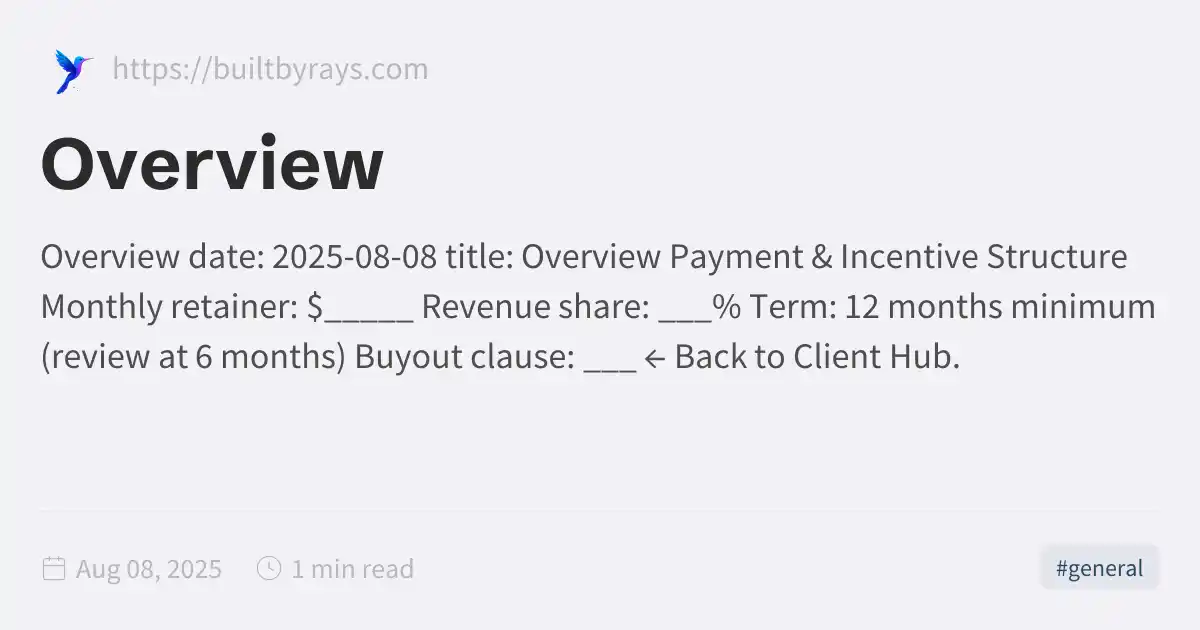 https://builtbyrays.com
Overview
Overview date: 2025-08-08 title: Overview Payment & Incentive Structure
Monthly retainer: $_____ Revenue share: ___% Term: 12 months minimum
(review at 6 months) Buyout clause: ___ ← Back to Client Hub.
Aug 08, 2025 1 min read #general